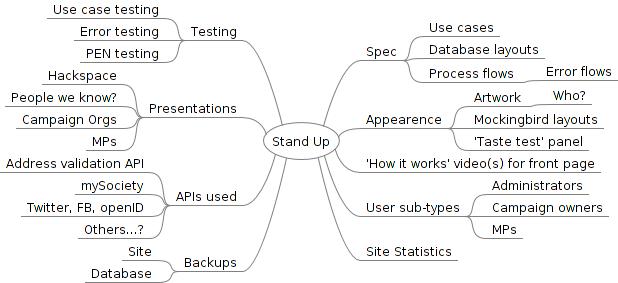 Stand Up
Testing
Use case testing
Error testing
PEN testing
Presentations
Hackspace
People we know?
Campaign Orgs
MPs
APIs used
Address validation API
mySociety
Twitter, FB, openID
Others...?
Backups
Site
Database
Spec
Use cases
Database layouts
Process flows
Error flows
Appearence
Artwork
Who?
Mockingbird layouts
'Taste test' panel
'How it works' video(s) for front page
User sub-types
Administrators
Campaign owners
MPs
Site Statistics